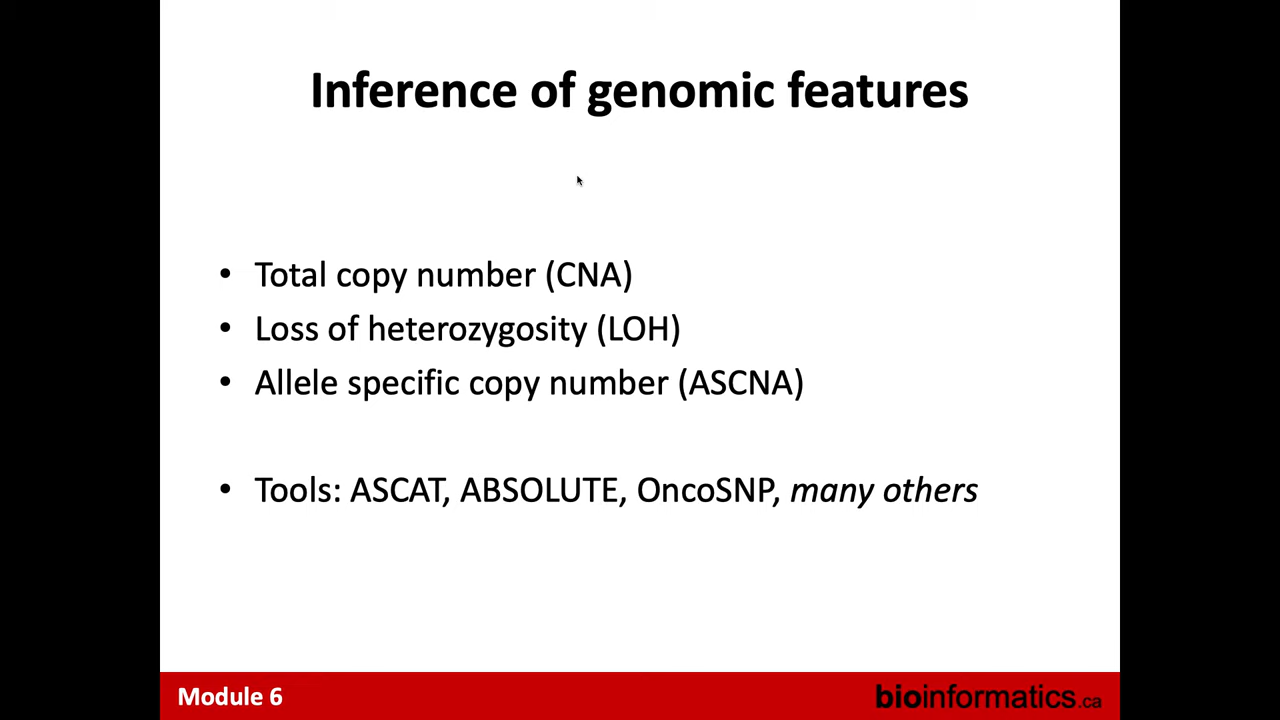 Inference of genomic features
• Total copy number (CNA)
• Loss of heterozygosity (LOH)
• Allele specific copy number (ASCNA)
• Tools: ASCAT, ABSOLUTE, OncoSNP, many others
Module 6
bioinformatics.ca